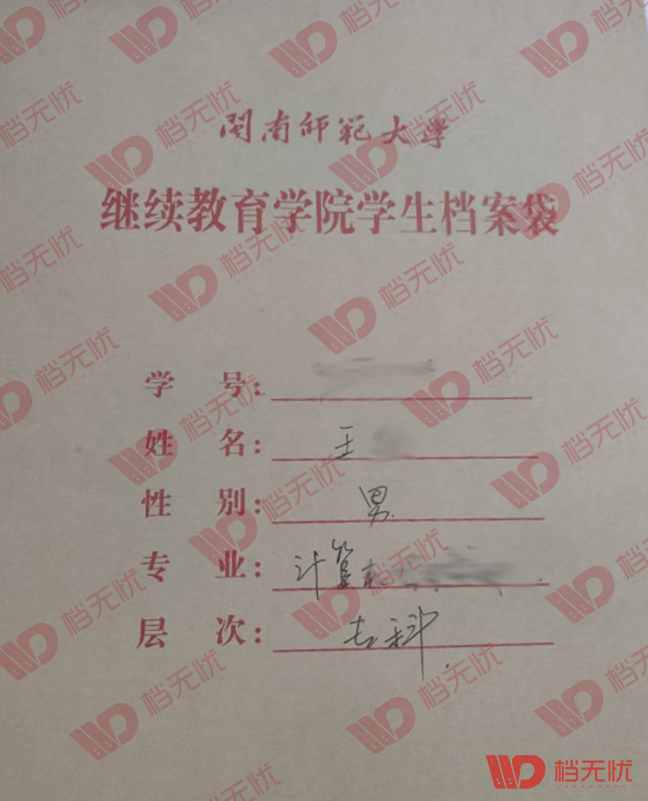 闽南师范大学
继续教育学院学生档案袋
学 号:
姓 名: 王
性 别: 男
专 业: 计算机
层 次: 专科
档无忧